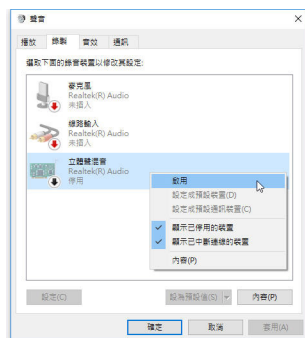 聲音
播放 錄製 音效 通訊
選取下面的錄音裝置以修改其設定:
麥克風
Realtek(R) Audio
未插入
線路輸入
Realtek(R) Audio
未插入
立體聲混音
Realtek(R) Audio
停用
啟用
設定成預設裝置(D)
設定成預設通訊裝置(C)
顯示已停用的裝置
顯示已中斷連線的裝置
內容(P)
設定(C) 設為預設值(S) 內容(P)
確定 取消 套用(A)